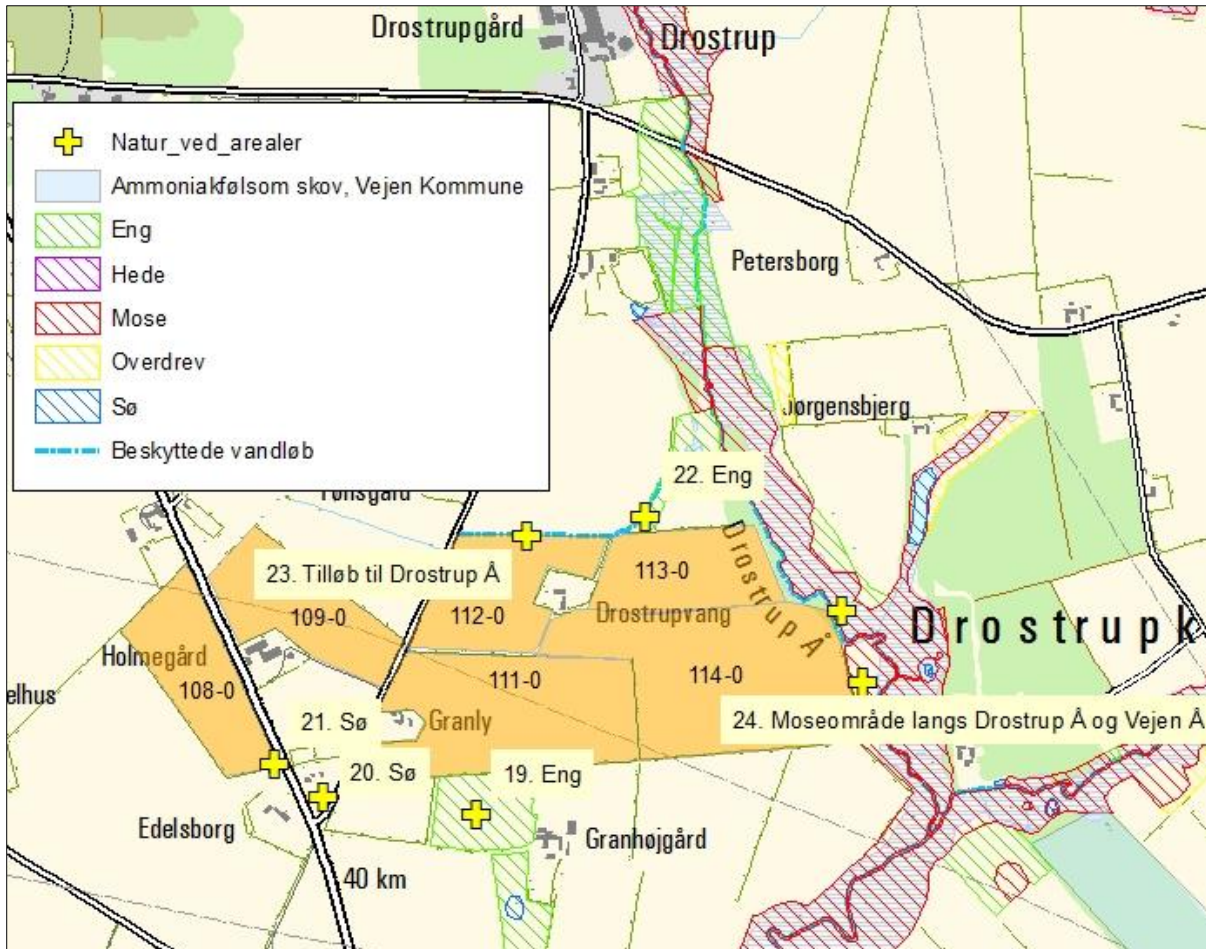 Drostrupgård
Drostrup
Natur_ved_arealer
Ammoniakfølsom skov, Vejen Kommune
Eng
Hede
Mose
Overdrev
Sø
Beskyttede vandløb
Petersborg
Jørgensbjerg
22. Eng
23. Tilløb til Drostrup Å
113-0
Drostrup Å
109-0
112-0
Drostrupvang
Drostrupk
Holmegård
108-0
111-0
114-0
elhus
21. Sø
Granly
24. Moseområde langs Drostrup Å og Vejen Å
20. Sø
19. Eng
Edelsborg
Granhøjgård
40 km